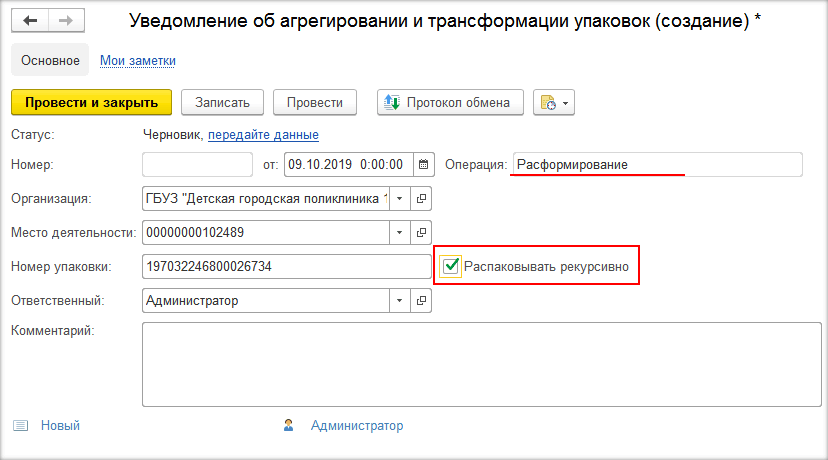 Уведомление об агрегировании и трансформации упаковок (создание) *
Основное Мои заметки
Провести и закрыть Записать Провести Протокол обмена
Статус: Черновик, передайте данные
Номер: от: 09.10.2019 0:00:00 Операция: Расформирование
Организация: ГБУЗ "Детская городская поликлиника 1
Место деятельности: 00000000102489
Номер упаковки: 197032246800026734 Распаковывать рекурсивно
Ответственный: Администратор
Комментарий:
Новый Администратор